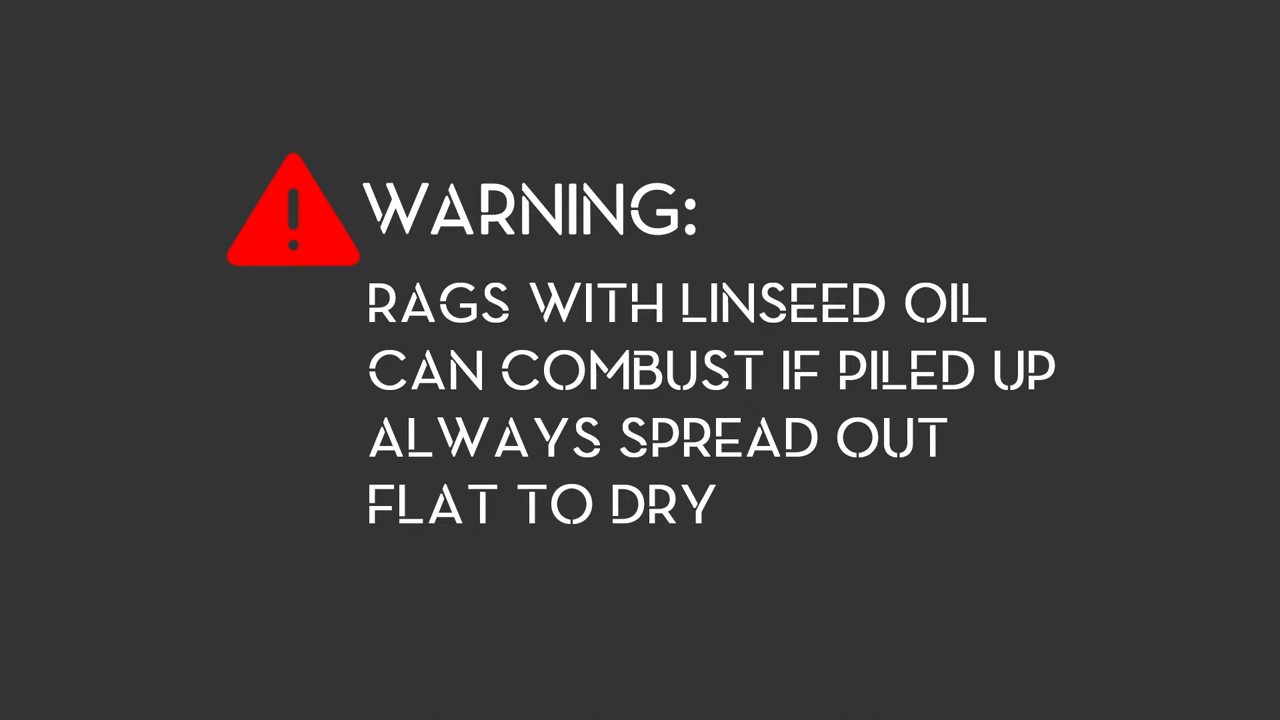 WARNING:
RAGS WITH LINSEED OIL
CAN COMBUST IF PILED UP
ALWAYS SPREAD OUT
FLAT TO DRY